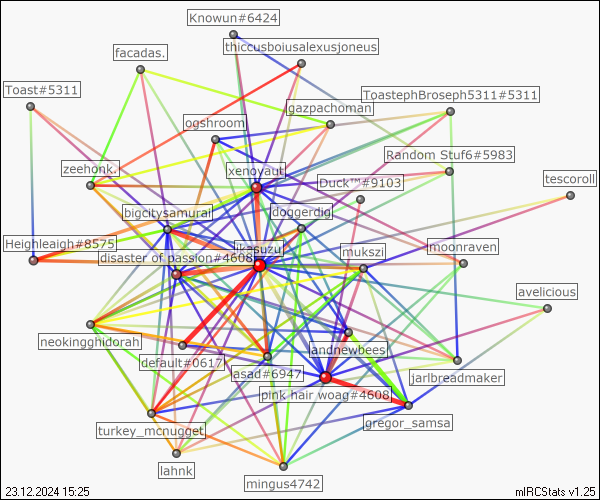 Knowun#6424
thiccusboiusalexusjoneus
facadas.
Toast#5311
ToastephBroseph5311#5311
gazpachoman
ogshroom
Random Stuf6#5983
zeehonk.
xenoyaut
Duck™#9103
tescoroll
bigcitysamurai
doggerdig
Heighleaigh#8575
likesuzu
mukszi
moonraven
disaster of passion#4608
avelicious
neokingghidorah
landnewbees
default#0617
asad#6947
jarlbreadmaker
pink hair woag#4608
gregor_samsa
turkey_mcnugget
lahnk
mingus4742
23.12.2024 15:25
mIRCStats v1.25